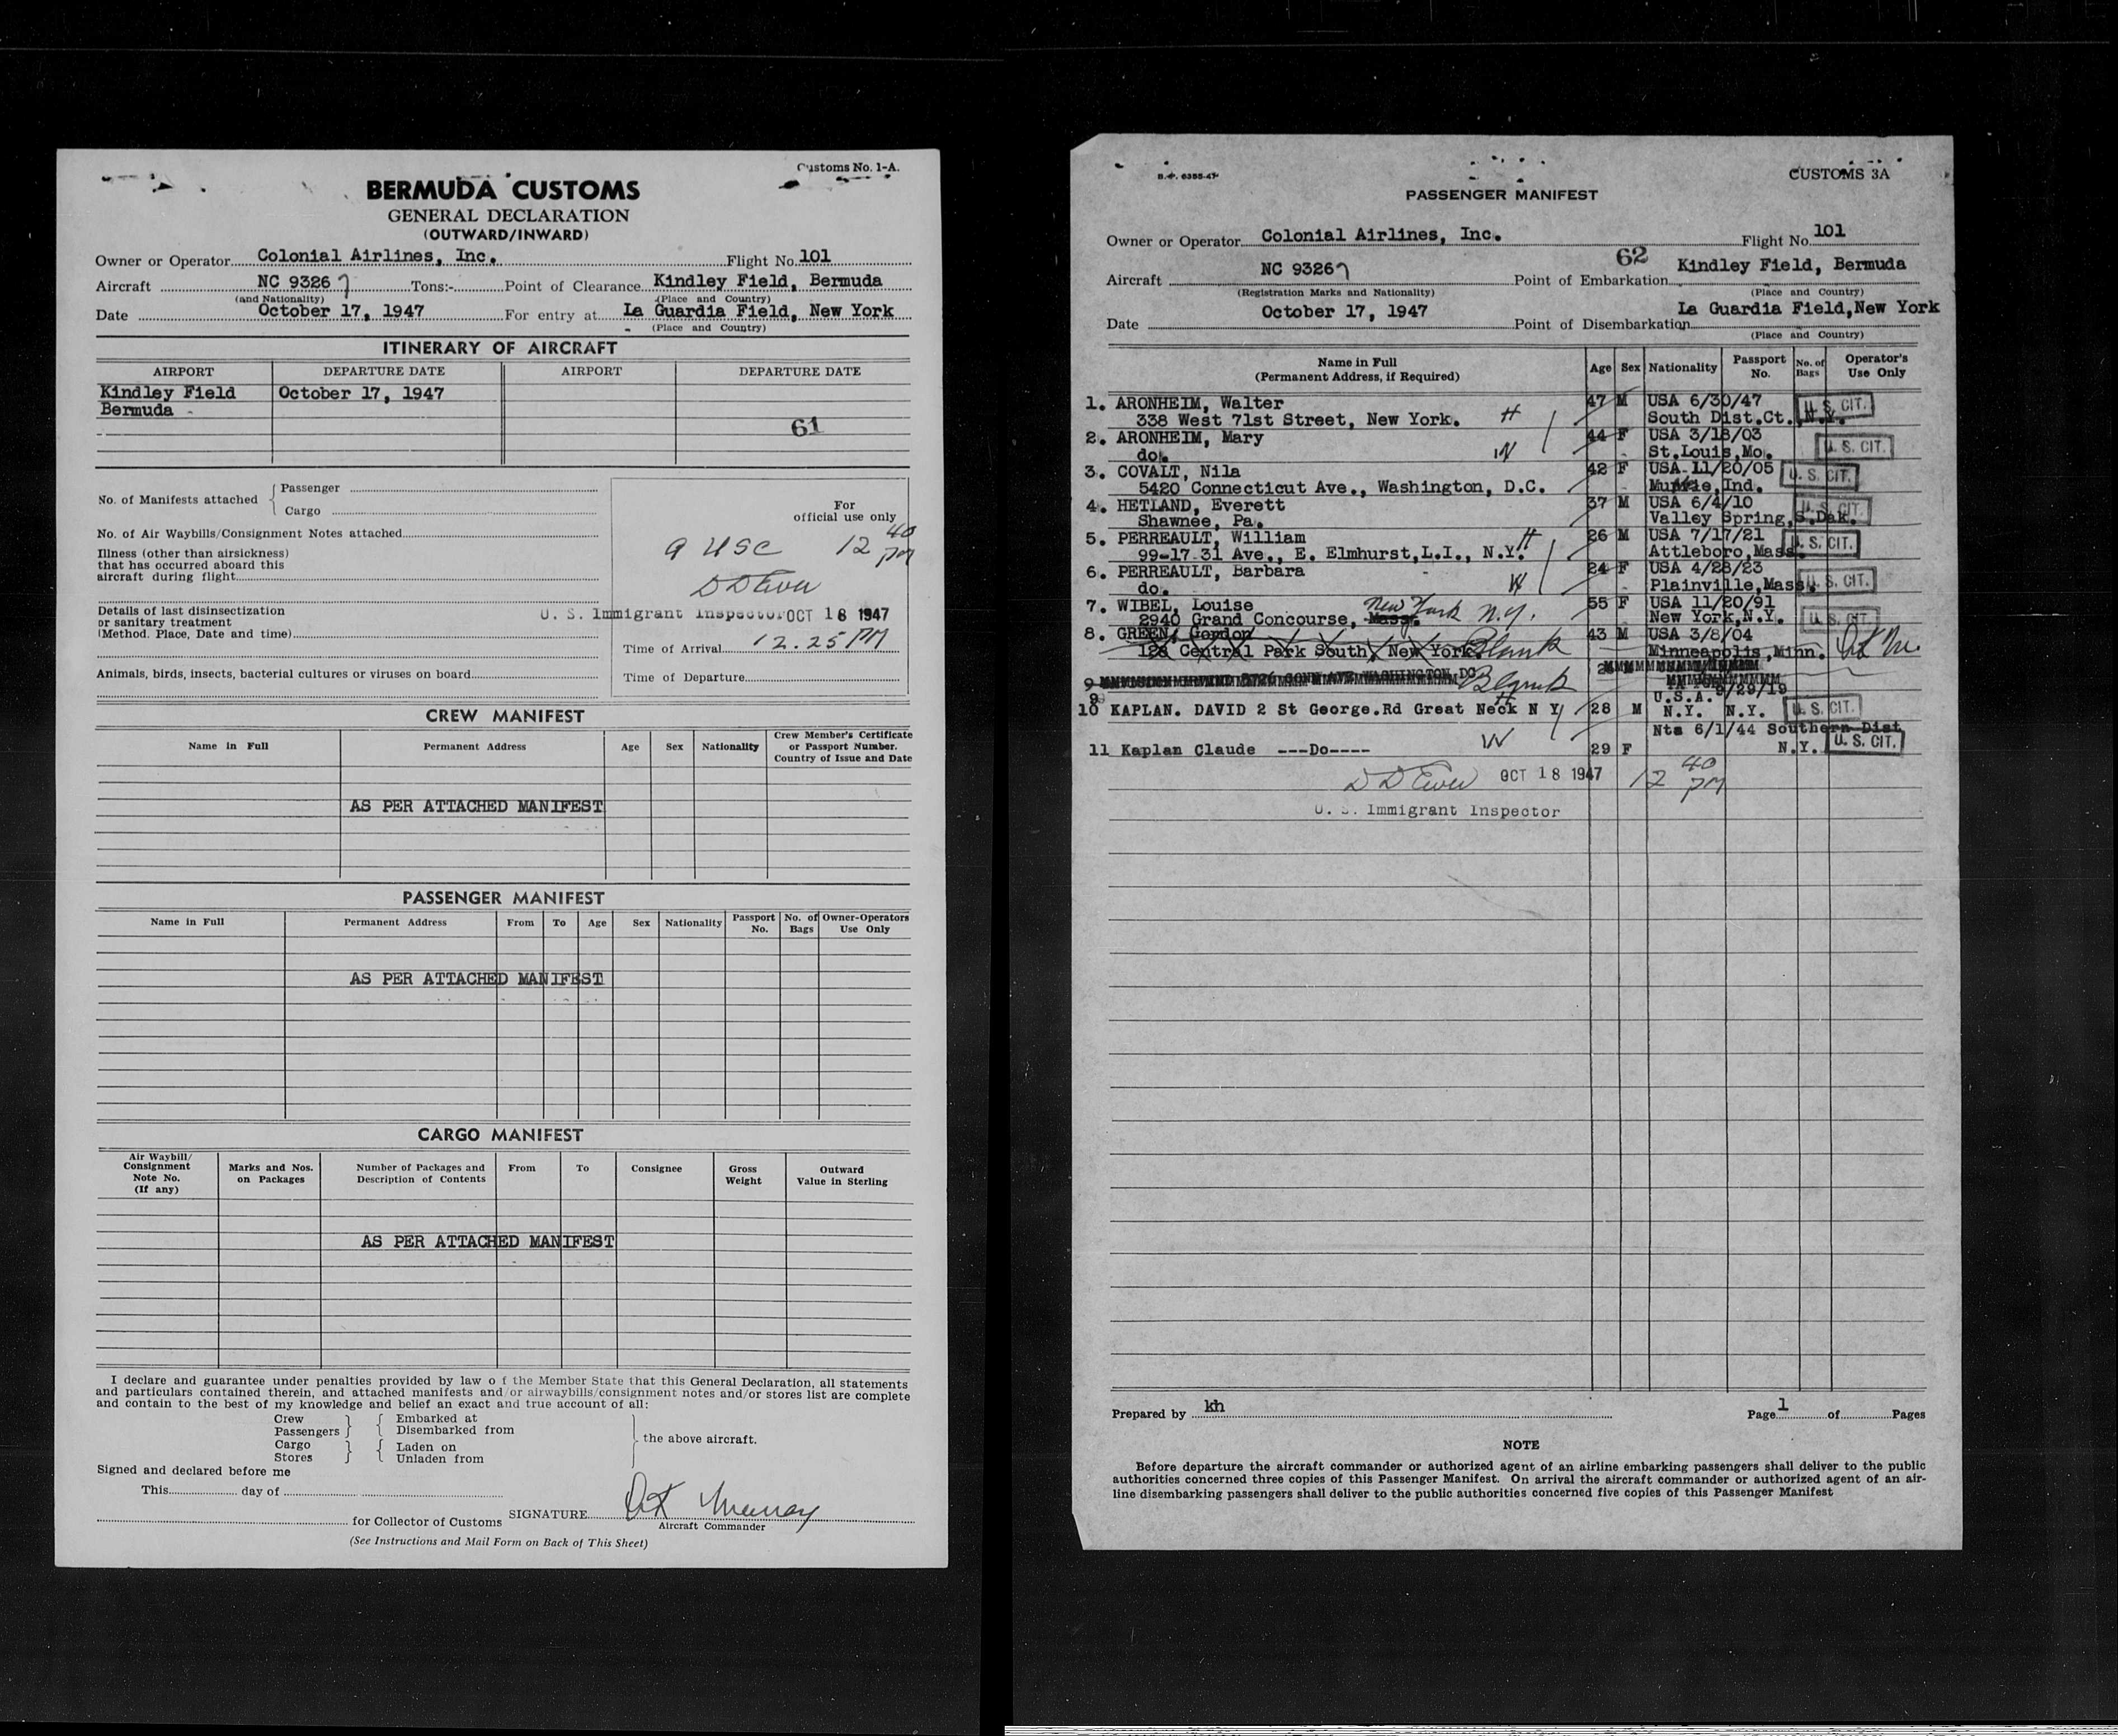 Customs No. 1-A.
BERMUDA CUSTOMS
GENERAL DECLARATION
(OUTWARD/INWARD)
Owner or Operator Colonial Airlines, Inc. Flight No. 101
Aircraft NC 93267 Tons:- Point of Clearance Kindley Field, Bermuda
(and Nationality) (Place and Country)
Date October 17, 1947 For entry at La Guardia Field, New York
(Place and Country)
ITINERARY OF AIRCRAFT
AIRPORT DEPARTURE DATE AIRPORT DEPARTURE DATE
Kindley Field October 17, 1947
Bermuda
61
No. of Manifests attached { Passenger
Cargo
For
official use only
No. of Air Waybills/Consignment Notes attached
9 USC 12 40 PM
Illness (other than airsickness)
that has occurred aboard this
aircraft during flight
Details of last disinsectization
or sanitary treatment
(Method, Place, Date and time)
U. S. Immigrant Inspector OCT 18 1947
Time of Arrival 12.25 PM
Animals, birds, insects, bacterial cultures or viruses on board
Time of Departure
CREW MANIFEST
Name in Full Permanent Address Age Sex Nationality Crew Member's Certificate
or Passport Number.
Country of Issue and Date
AS PER ATTACHED MANIFEST
PASSENGER MANIFEST
Name in Full Permanent Address From To Age Sex Nationality Passport No. No. of Bags Owner-Operators Use Only
AS PER ATTACHED MANIFEST
CARGO MANIFEST
Air Waybill/
Consignment
Note No.
(If any)
Marks and Nos.
on Packages
Number of Packages and
Description of Contents
From To Consignee Gross
Weight
Outward
Value in Sterling
AS PER ATTACHED MANIFEST
I declare and guarantee under penalties provided by law o f the Member State that this General Declaration, all statements
and particulars contained therein, and attached manifests and/or airwaybills/consignment notes and/or stores list are complete
and contain to the best of my knowledge and belief an exact and true account of all:
Crew } { Embarked at
Passengers } { Disembarked from
the above aircraft.
Cargo } { Laden on
Stores } { Unladen from
Signed and declared before me
This day of
for Collector of Customs SIGNATURE Murray
Aircraft Commander
(See Instructions and Mail Form on Back of This Sheet)
CUSTOMS 3A
PASSENGER MANIFEST
Owner or Operator Colonial Airlines, Inc. Flight No. 101
62
Aircraft NC 93267 Point of Embarkation Kindley Field, Bermuda
(Registration Marks and Nationality) (Place and Country)
Date October 17, 1947 Point of Disembarkation La Guardia Field,New York
(Place and Country)
Name in Full
(Permanent Address, if Required)
Age Sex Nationality Passport No. No. of Bags Operator's Use Only
1. ARONHEIM, Walter 47 M USA 6/30/47
338 West 71st Street, New York. H South Dist.Ct. N.Y. U. S. CIT.
2. ARONHEIM, Mary 44 F USA 3/18/03
do. W St.Louis,Mo. U. S. CIT.
3. COVALT, Nila 42 F USA 11/20/05 U. S. CIT.
5420 Connecticut Ave., Washington, D.C. Muncie,Ind.
4. HETLAND, Everett 37 M USA 6/4/10 U. S. CIT.
Shawnee, Pa. Valley Spring,S.Dak.
5. PERREAULT, William H 26 M USA 7/17/21
99-17 31 Ave., E. Elmhurst,L.I., N.Y. Attleboro,Mass. U. S. CIT.
6. PERREAULT, Barbara 24 F USA 4/28/23
do. W Plainville,Mass. U. S. CIT.
7. WIBEL, Louise 55 F USA 11/20/91
2940 Grand Concourse, Mass. New York N.Y. New York,N.Y. U. S. CIT.
8. GREEN, Gordon 43 M USA 3/8/04
128 Central Park South, New York. Blank Minneapolis,Minn.
9 Blank
9
10 KAPLAN. DAVID 2 St George.Rd Great Neck N Y H 28 M U.S.A. 9/29/19 N.Y. N.Y. U. S. CIT.
Nts 6/1/44 Southern Dist
11 Kaplan Claude ---Do---- W 29 F N.Y. U. S. CIT.
OCT 18 1947 12 40 PM
U. S. Immigrant Inspector
Prepared by kh Page 1 of Pages
NOTE
Before departure the aircraft commander or authorized agent of an airline embarking passengers shall deliver to the public
authorities concerned three copies of this Passenger Manifest. On arrival the aircraft commander or authorized agent of an air-
line disembarking passengers shall deliver to the public authorities concerned five copies of this Passenger Manifest